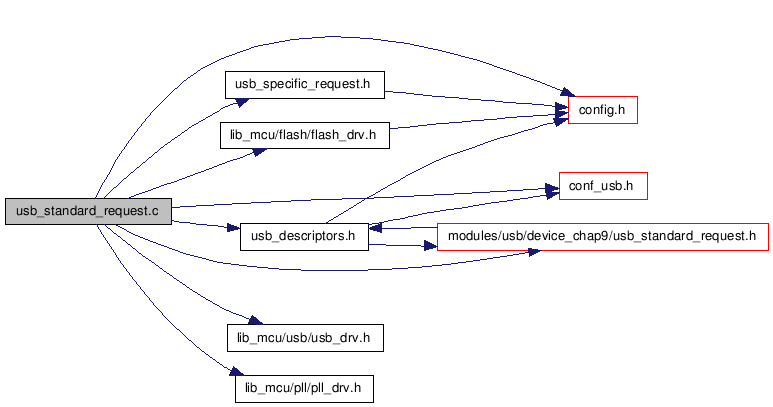 usb_specific_request.h
config.h
lib_mcu/flash/flash_drv.h
conf_usb.h
usb_standard_request.c
usb_descriptors.h
modules/usb/device_chap9/usb_standard_request.h
lib_mcu/usb/usb_drv.h
lib_mcu/pll/pll_drv.h